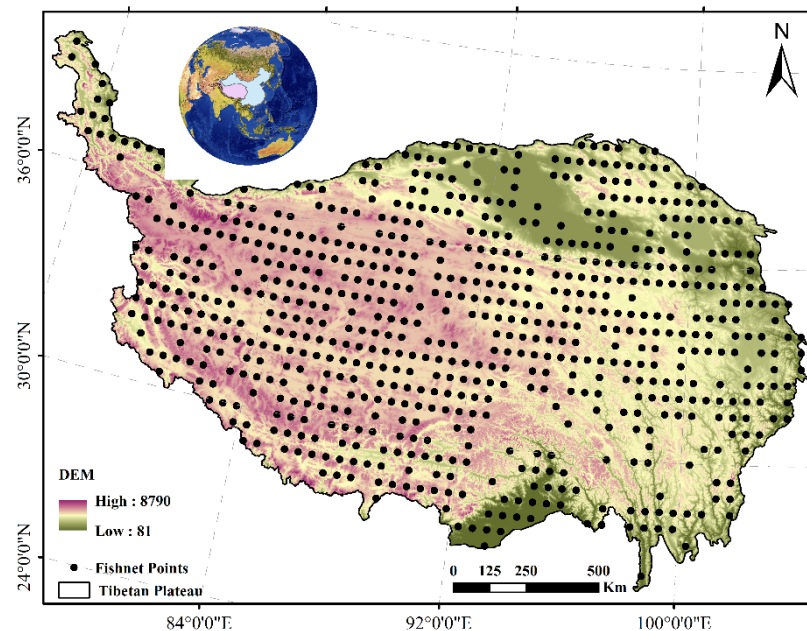 N
36°0'0"N
30°0'0"N
24°0'0"N
DEM
High : 8790
Low : 81
Fishnet Points
Tibetan Plateau
0 125 250 500
Km
84°0'0"E
92°0'0"E
100°0'0"E